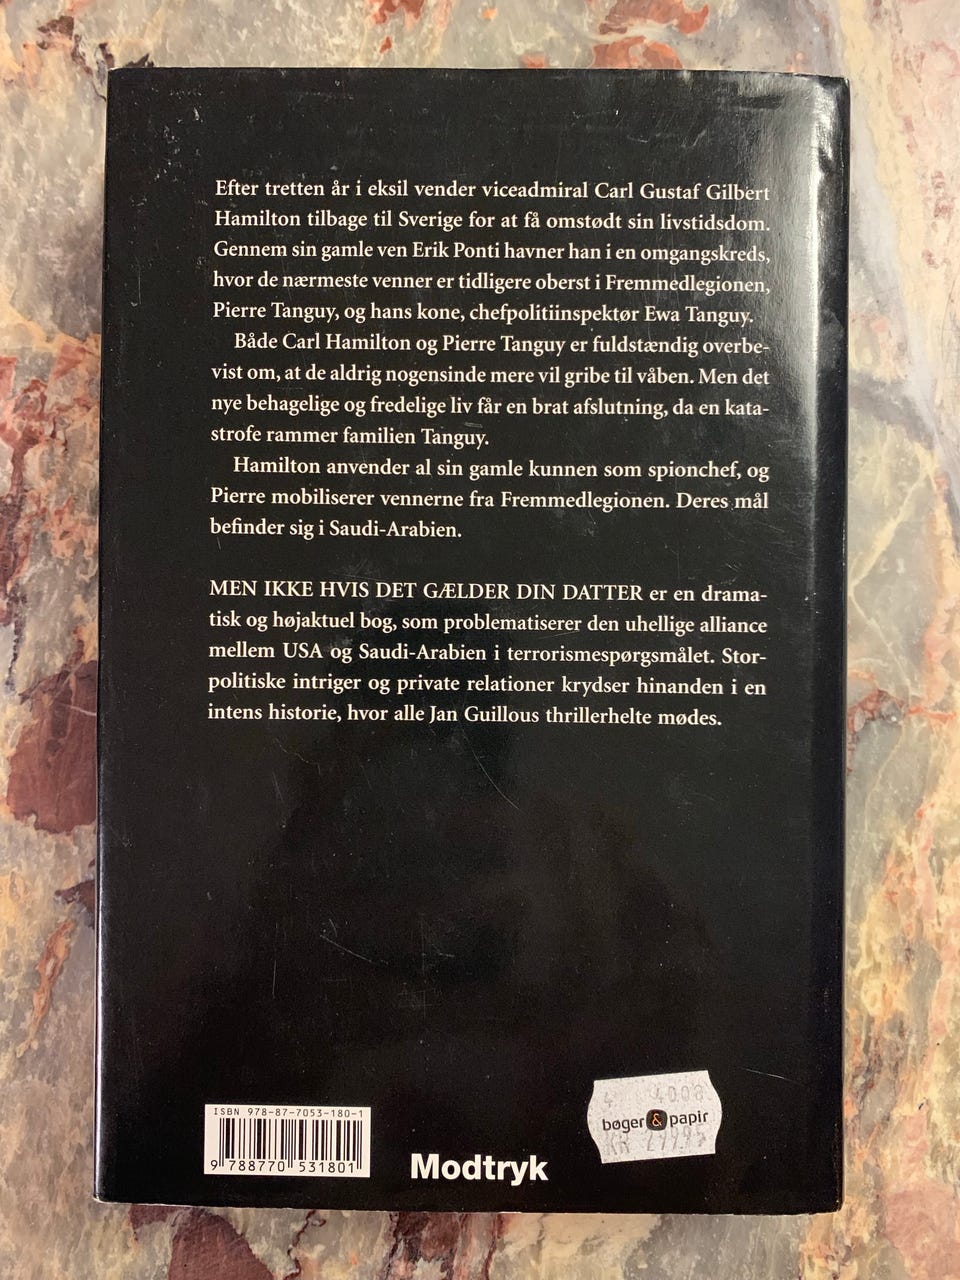 Efter tretten år i eksil vender viceadmiral Carl Gustaf Gilbert
Hamilton tilbage til Sverige for at få omstødt sin livstidsdom.
Gennem sin gamle ven Erik Ponti havner han i en omgangskreds,
hvor de nærmeste venner er tidligere oberst i Fremmedlegionen,
Pierre Tanguy, og hans kone, chefpolitiinspektør Ewa Tanguy.
Både Carl Hamilton og Pierre Tanguy er fuldstændig overbe-
vist om, at de aldrig nogensinde mere vil gribe til våben. Men det
nye behagelige og fredelige liv får en brat afslutning, da en kata-
strofe rammer familien Tanguy.
Hamilton anvender al sin gamle kunnen som spionchef, og
Pierre mobiliserer vennerne fra Fremmedlegionen. Deres mål
befinder sig i Saudi-Arabien.
MEN IKKE HVIS DET GÆLDER DIN DATTER er en drama-
tisk og højaktuel bog, som problematiserer den uhellige alliance
mellem USA og Saudi-Arabien i terrorismespørgsmålet. Stor-
politiske intriger og private relationer krydser hinanden i en
intens historie, hvor alle Jan Guillous thrillerhelte mødes.
ISBN 978-87-7053-180-1
9 788770 531801
Modtryk
bøger & papir